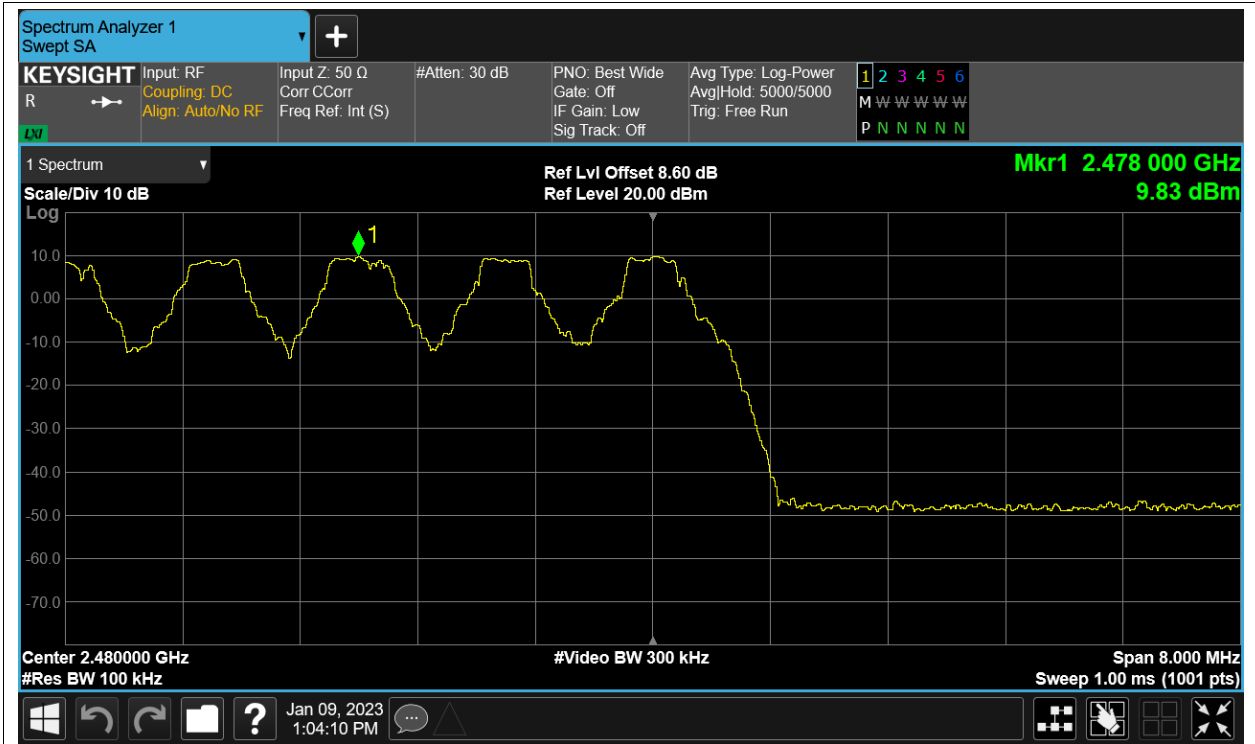 Spectrum Analyzer 1
Swept SA
KEYSIGHT
R
LXI
Input: RF
Coupling: DC
Align: Auto/No RF
Input Z: 50 Ω
Corr CCorr
Freq Ref: Int (S)
#Atten: 30 dB
PNO: Best Wide
Gate: Off
IF Gain: Low
Sig Track: Off
Avg Type: Log-Power
Avg|Hold: 5000/5000
Trig: Free Run
1 2 3 4 5 6
M W W W W W
P N N N N N
1 Spectrum
Scale/Div 10 dB
Log
Ref Lvl Offset 8.60 dB
Ref Level 20.00 dBm
Mkr1 2.478 000 GHz
9.83 dBm
1
10.0
0.00
-10.0
-20.0
-30.0
-40.0
-50.0
-60.0
-70.0
Center 2.480000 GHz
#Video BW 300 kHz
Span 8.000 MHz
#Res BW 100 kHz
Sweep 1.00 ms (1001 pts)
?
Jan 09, 2023
1:04:10 PM